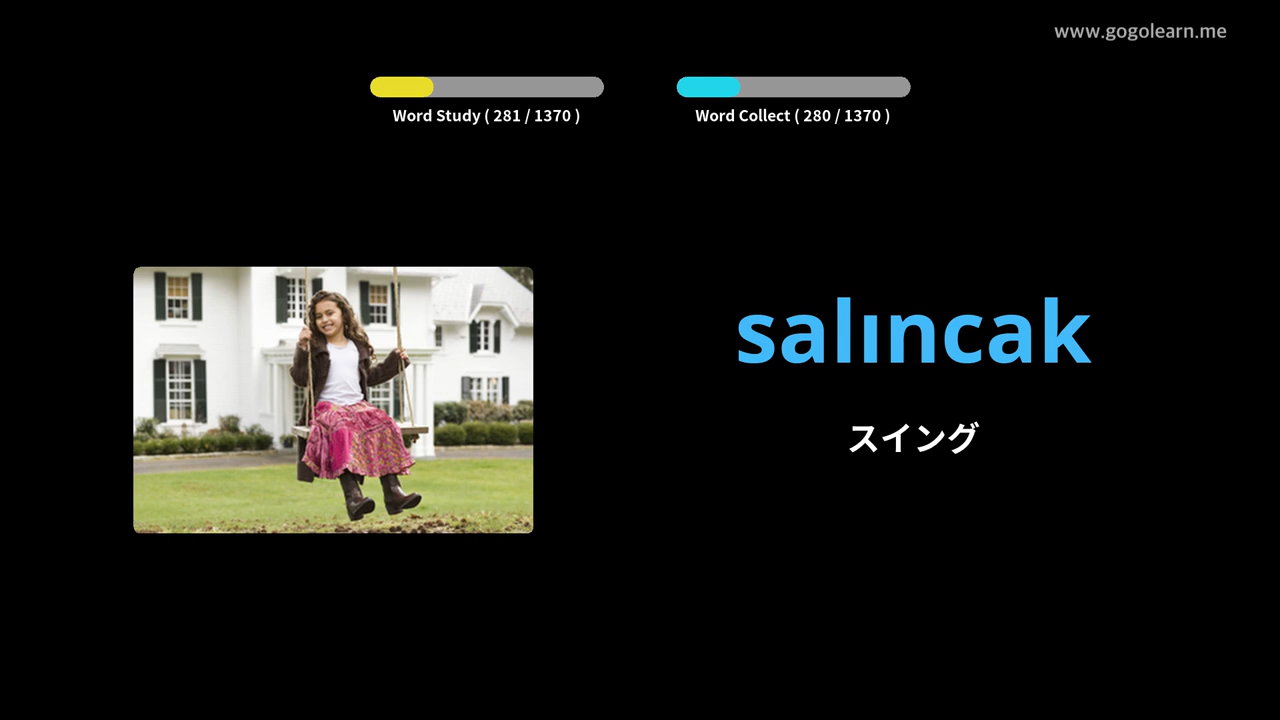 www.gogolearn.me
Word Study ( 281 / 1370 )
Word Collect ( 280 / 1370 )
salıncak
スイング